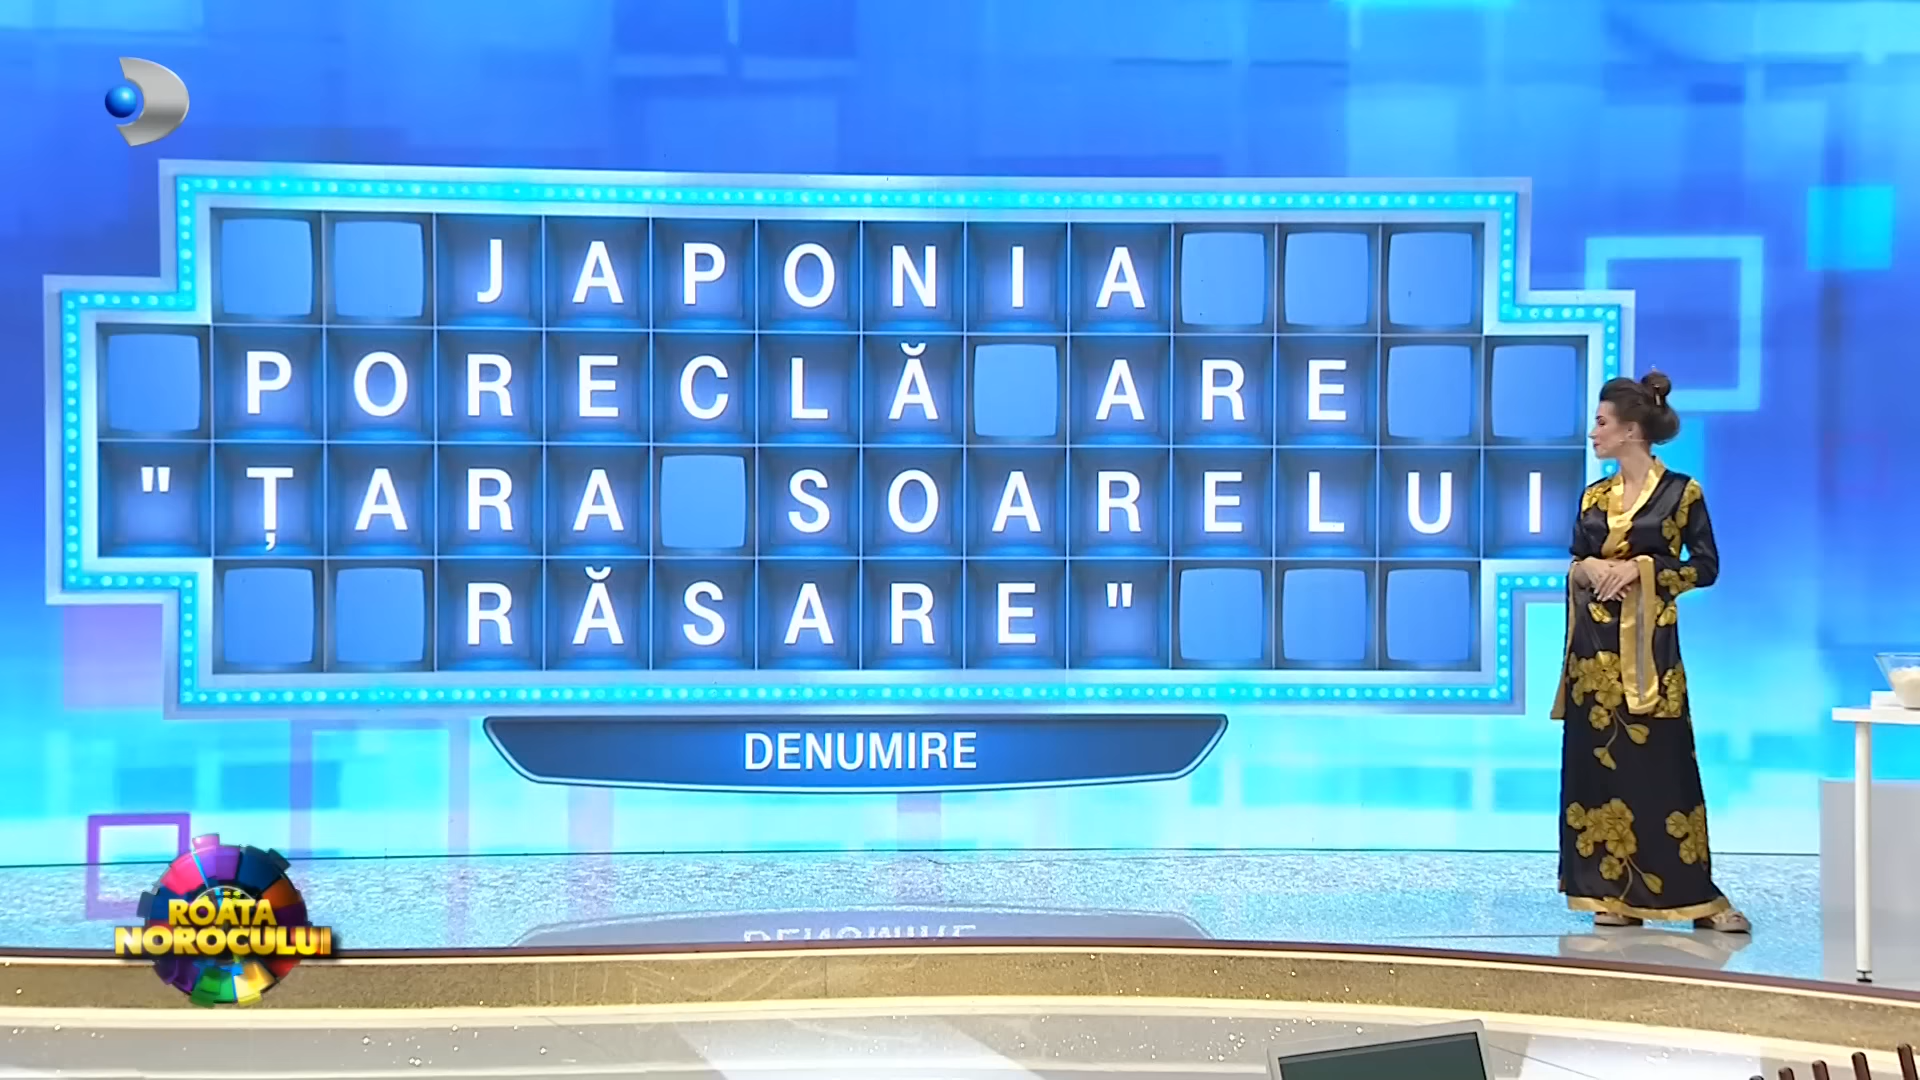 JAPONIA
PORECLĂ ARE
"ȚARA SOARELUI
RĂSARE"
DENUMIRE
ROATA
NOROCULUI